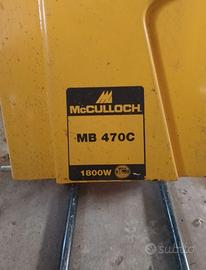 McCULLOCH
MB 470C
1800W
subito